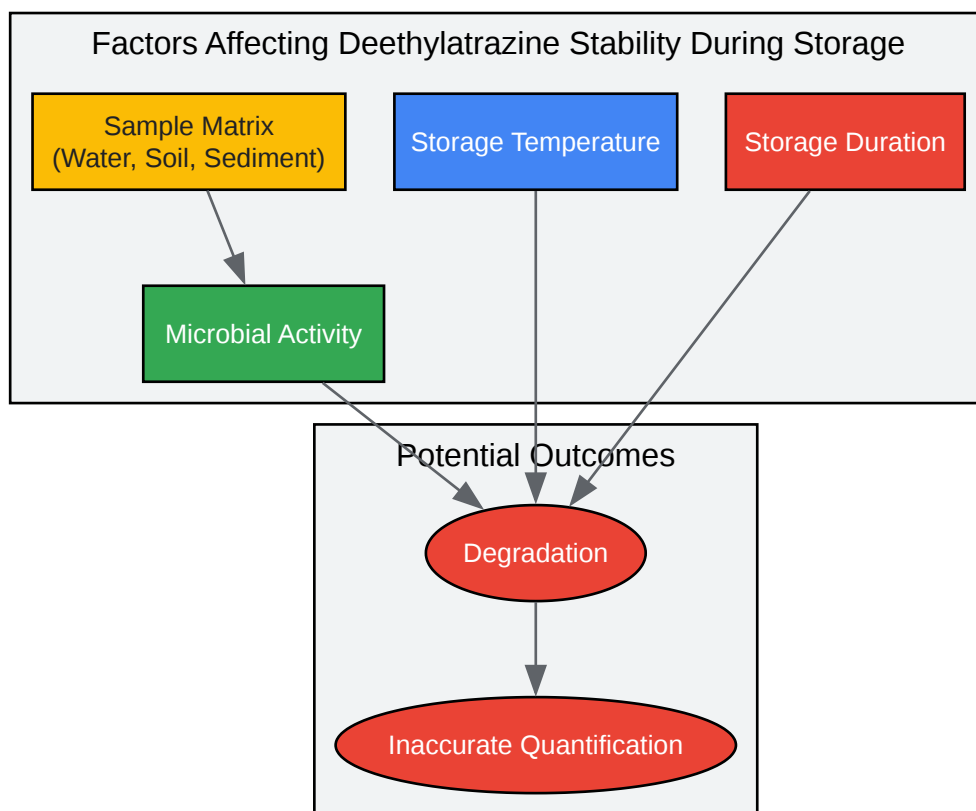 Factors Affecting Deethylatrazine Stability During Storage
Sample Matrix
(Water, Soil, Sediment)
Storage Temperature
Storage Duration
Microbial Activity
Potential Outcomes
Degradation
Inaccurate Quantification